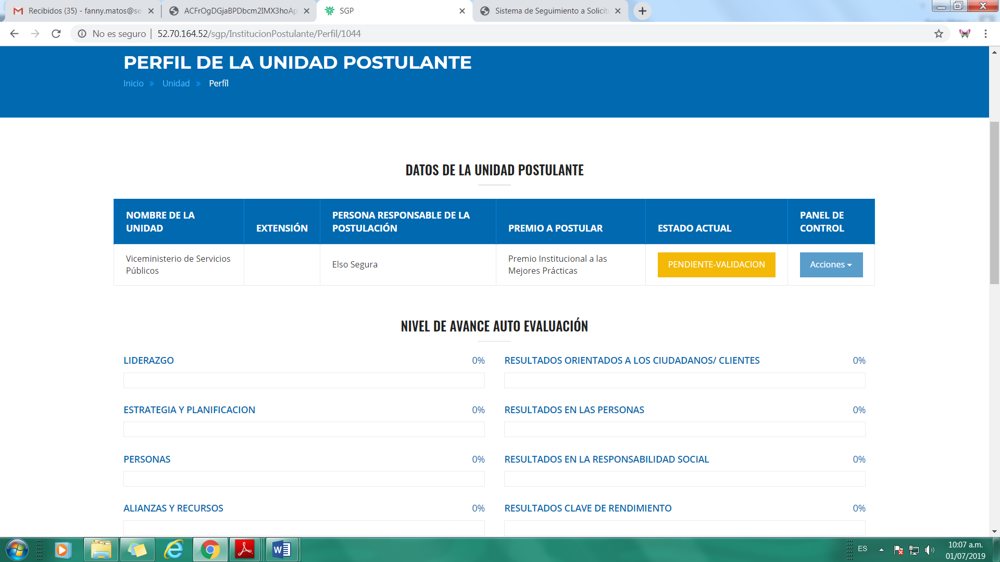 Recibidos (35) - fanny.matos@se
ACFrOgDGjaBPDbcm2IMX3hoAp
SGP
Sistema de Seguimiento a Solicit
No es seguro | 52.70.164.52/sgp/InstitucionPostulante/Perfil/1044
PERFIL DE LA UNIDAD POSTULANTE
Inicio » Unidad » Perfíl
DATOS DE LA UNIDAD POSTULANTE
NOMBRE DE LA UNIDAD
EXTENSIÓN
PERSONA RESPONSABLE DE LA POSTULACIÓN
PREMIO A POSTULAR
ESTADO ACTUAL
PANEL DE CONTROL
Viceministerio de Servicios Públicos
Elso Segura
Premio Institucional a las Mejores Prácticas
PENDIENTE-VALIDACION
Acciones
NIVEL DE AVANCE AUTO EVALUACIÓN
LIDERAZGO 0%
RESULTADOS ORIENTADOS A LOS CIUDADANOS/ CLIENTES 0%
ESTRATEGIA Y PLANIFICACION 0%
RESULTADOS EN LAS PERSONAS 0%
PERSONAS 0%
RESULTADOS EN LA RESPONSABILIDAD SOCIAL 0%
ALIANZAS Y RECURSOS 0%
RESULTADOS CLAVE DE RENDIMIENTO 0%
ES
10:07 a.m.
01/07/2019